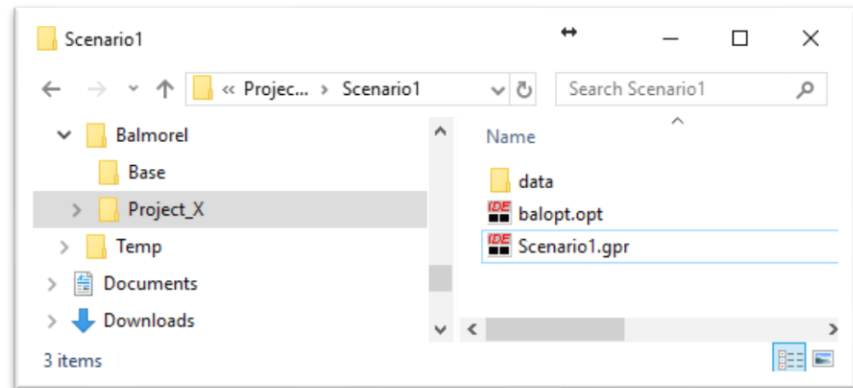 Scenario1
« Projec... > Scenario1
Search Scenario1
Balmorel
Base
Project_X
Temp
Documents
Downloads
Name
data
IDE balopt.opt
IDE Scenario1.gpr
3 items